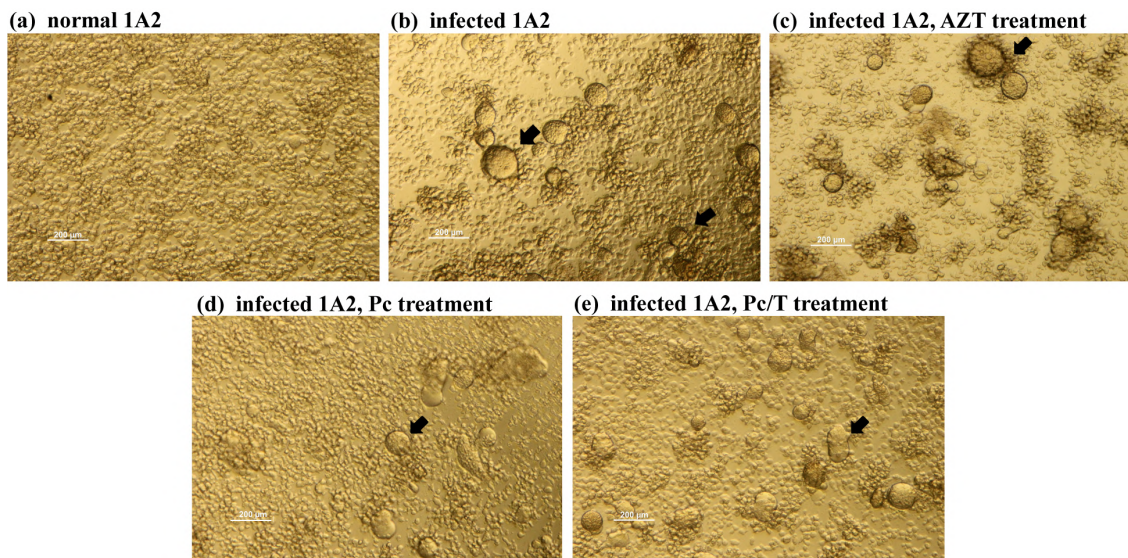 (a) normal 1A2
(b) infected 1A2
(c) infected 1A2, AZT treatment
200 µm
200 µm
200 µm
(d) infected 1A2, Pc treatment
(e) infected 1A2, Pc/T treatment
200 µm
200 µm